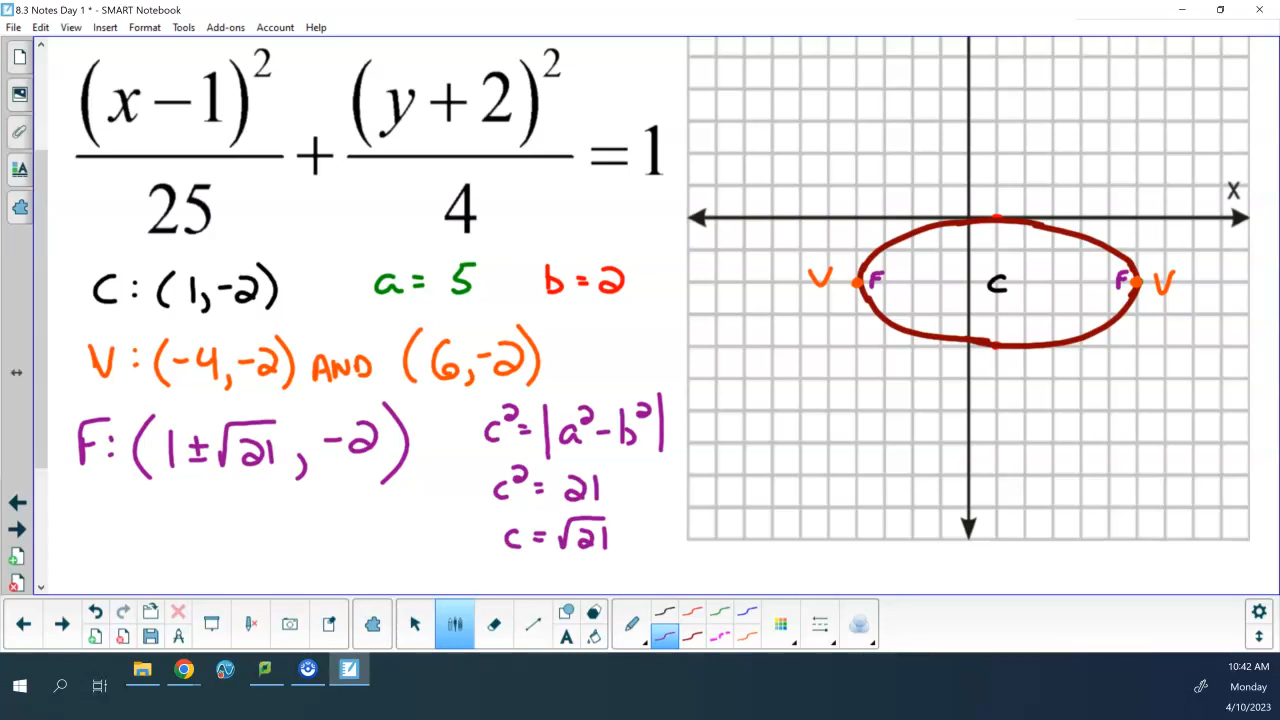 8.3 Notes Day 1 * - SMART Notebook
File Edit View Insert Format Tools Add-ons Account Help
(x−1)²/25 + (y+2)²/4 = 1
C : (1,-2) a = 5 b = 2
V : (-4,-2) AND (6,-2)
F: (1±√21, -2)
c² = |a²-b²|
c² = 21
c = √21
X
V F C F V
10:42 AM
Monday
4/10/2023